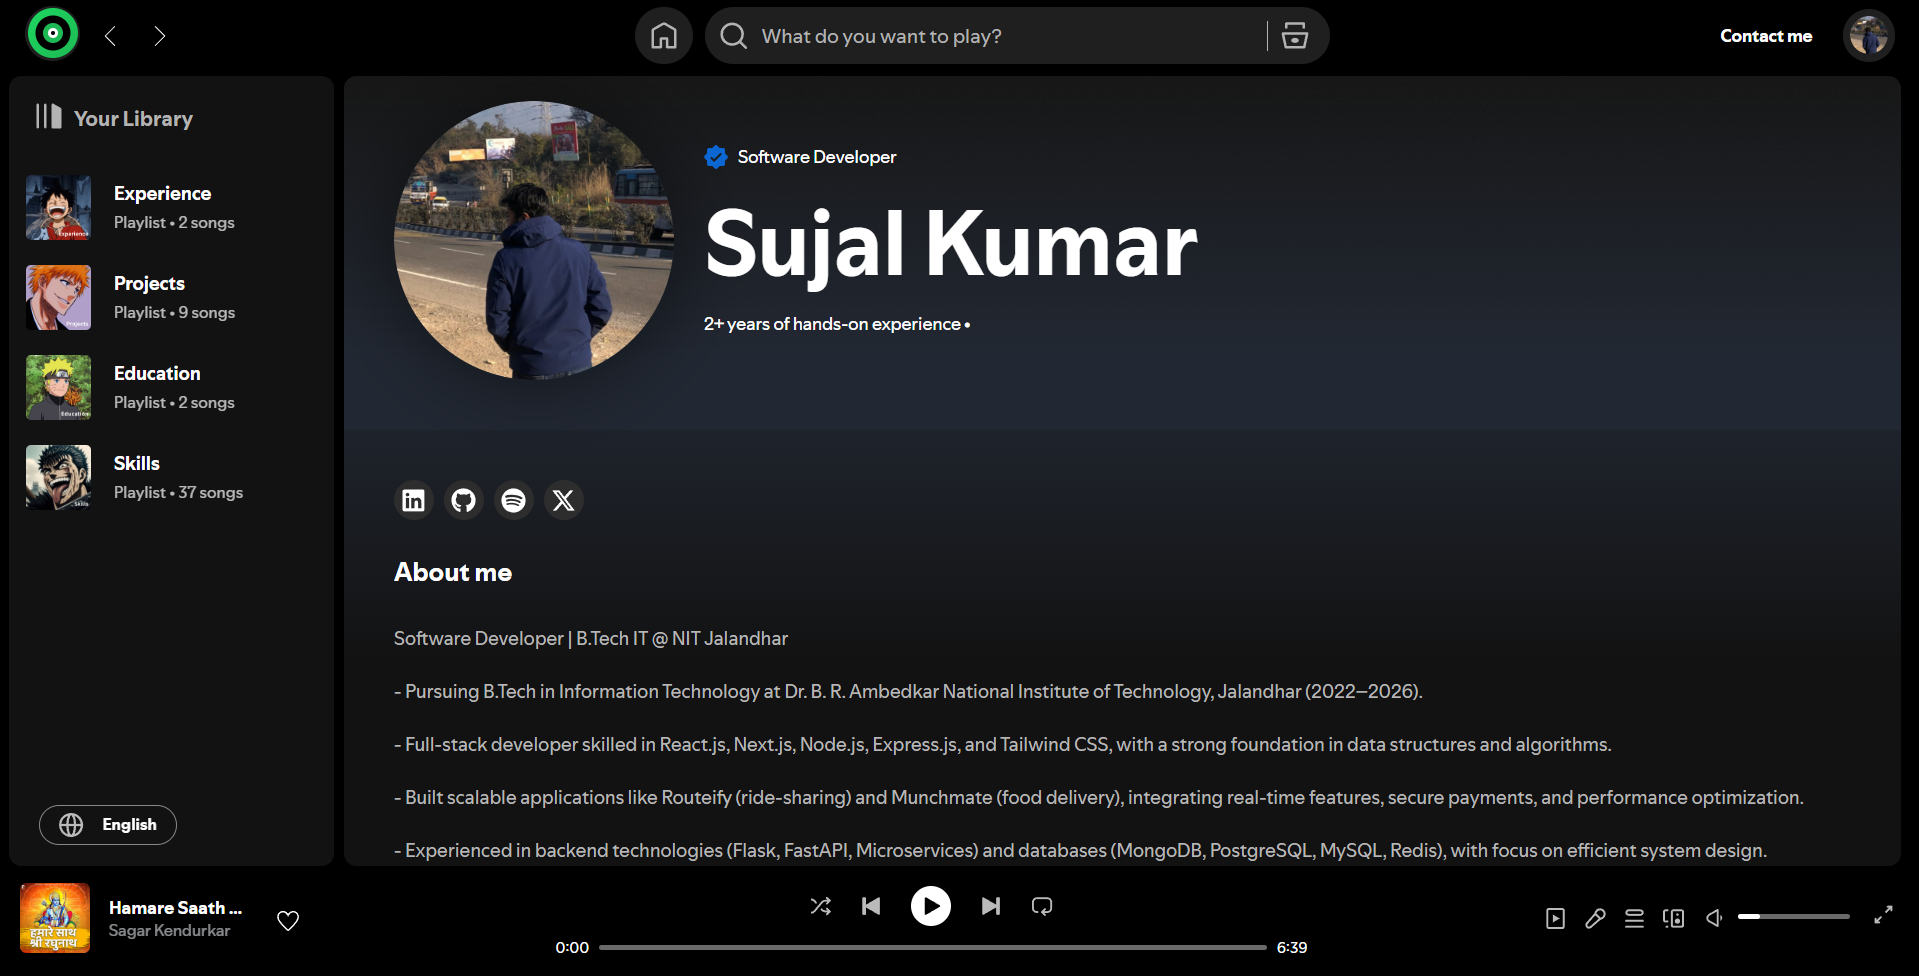 What do you want to play?
Contact me
Your Library
Experience
Playlist • 2 songs
Experience
Projects
Playlist • 9 songs
Projects
Education
Playlist • 2 songs
Education
Skills
Playlist • 37 songs
Skills
English
Software Developer
Sujal Kumar
2+ years of hands-on experience •
About me
Software Developer | B.Tech IT @ NIT Jalandhar
- Pursuing B.Tech in Information Technology at Dr. B. R. Ambedkar National Institute of Technology, Jalandhar (2022–2026).
- Full-stack developer skilled in React.js, Next.js, Node.js, Express.js, and Tailwind CSS, with a strong foundation in data structures and algorithms.
- Built scalable applications like Routeify (ride-sharing) and Munchmate (food delivery), integrating real-time features, secure payments, and performance optimization.
- Experienced in backend technologies (Flask, FastAPI, Microservices) and databases (MongoDB, PostgreSQL, MySQL, Redis), with focus on efficient system design.
हमारे साथ
श्री रघुनाथ
Hamare Saath ...
Sagar Kendurkar
0:00
6:39